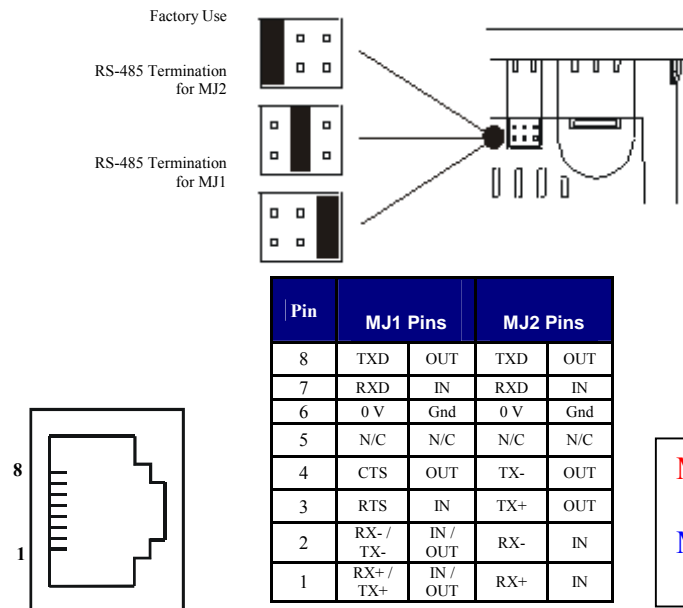 Factory Use
RS-485 Termination
for MJ2
RS-485 Termination
for MJ1
Pin MJ1 Pins MJ2 Pins
8 TXD OUT TXD OUT
7 RXD IN RXD IN
6 0 V Gnd 0 V Gnd
5 N/C N/C N/C N/C
4 CTS OUT TX- OUT
3 RTS IN TX+ OUT
2 RX- / TX- IN / OUT RX- IN
1 RX+ / TX+ IN / OUT RX+ IN
8
1